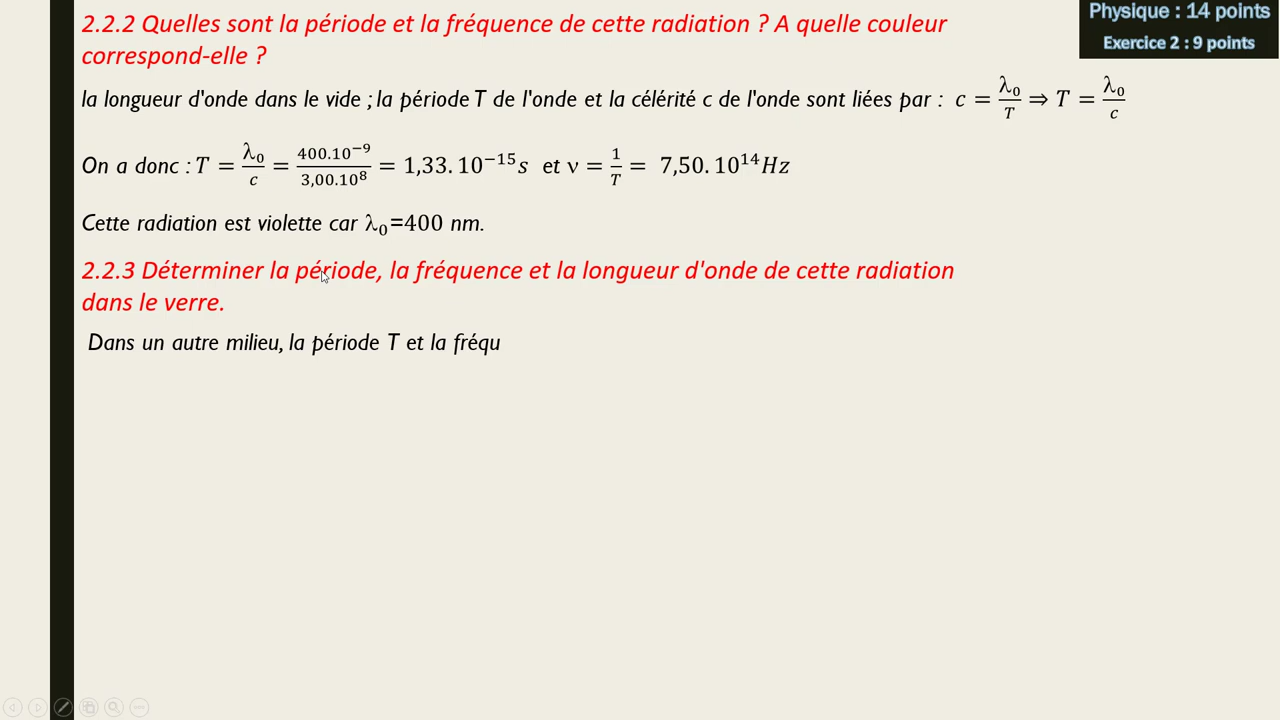 Physique : 14 points
Exercice 2 : 9 points
2.2.2 Quelles sont la période et la fréquence de cette radiation ? A quelle couleur
correspond-elle ?
la longueur d'onde dans le vide ; la période T de l'onde et la célérité c de l'onde sont liées par : c = λ₀/T ⇒ T = λ₀/c
On a donc : T = λ₀/c = 400.10⁻⁹/3,00.10⁸ = 1,33.10⁻¹⁵s et ν = 1/T = 7,50.10¹⁴Hz
Cette radiation est violette car λ₀=400 nm.
2.2.3 Déterminer la période, la fréquence et la longueur d'onde de cette radiation
dans le verre.
Dans un autre milieu, la période T et la fréqu